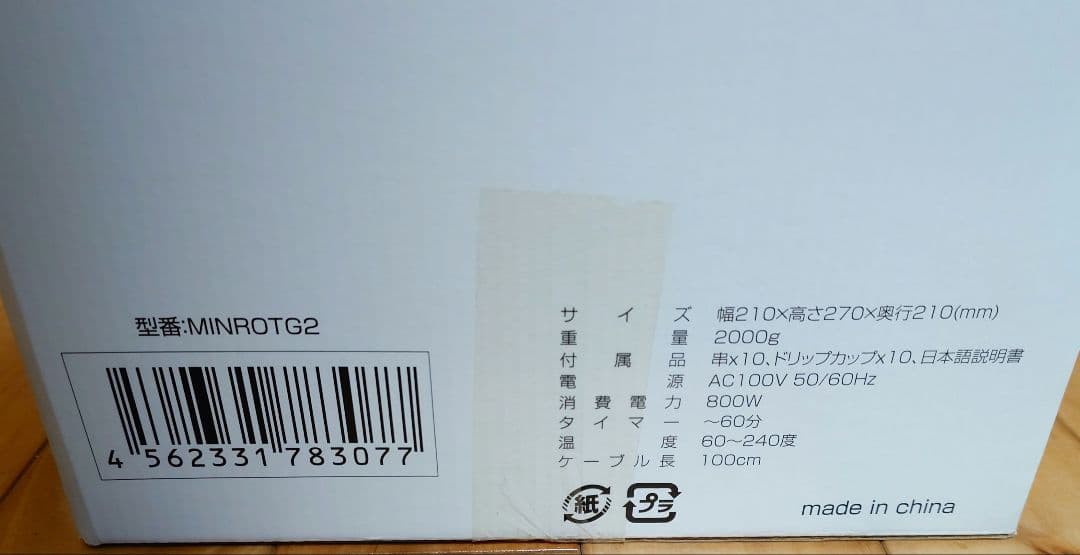 型番:MINROTG2
4 562331 783077
サイズ 幅210×高さ270×奥行210(mm)
重量 2000g
付属品 串x10、ドリップカップx10、日本語説明書
電源 AC100V 50/60Hz
消費電力 800W
タイマー ～60分
温度 60～240度
ケーブル長 100cm
紙 プラ
made in china